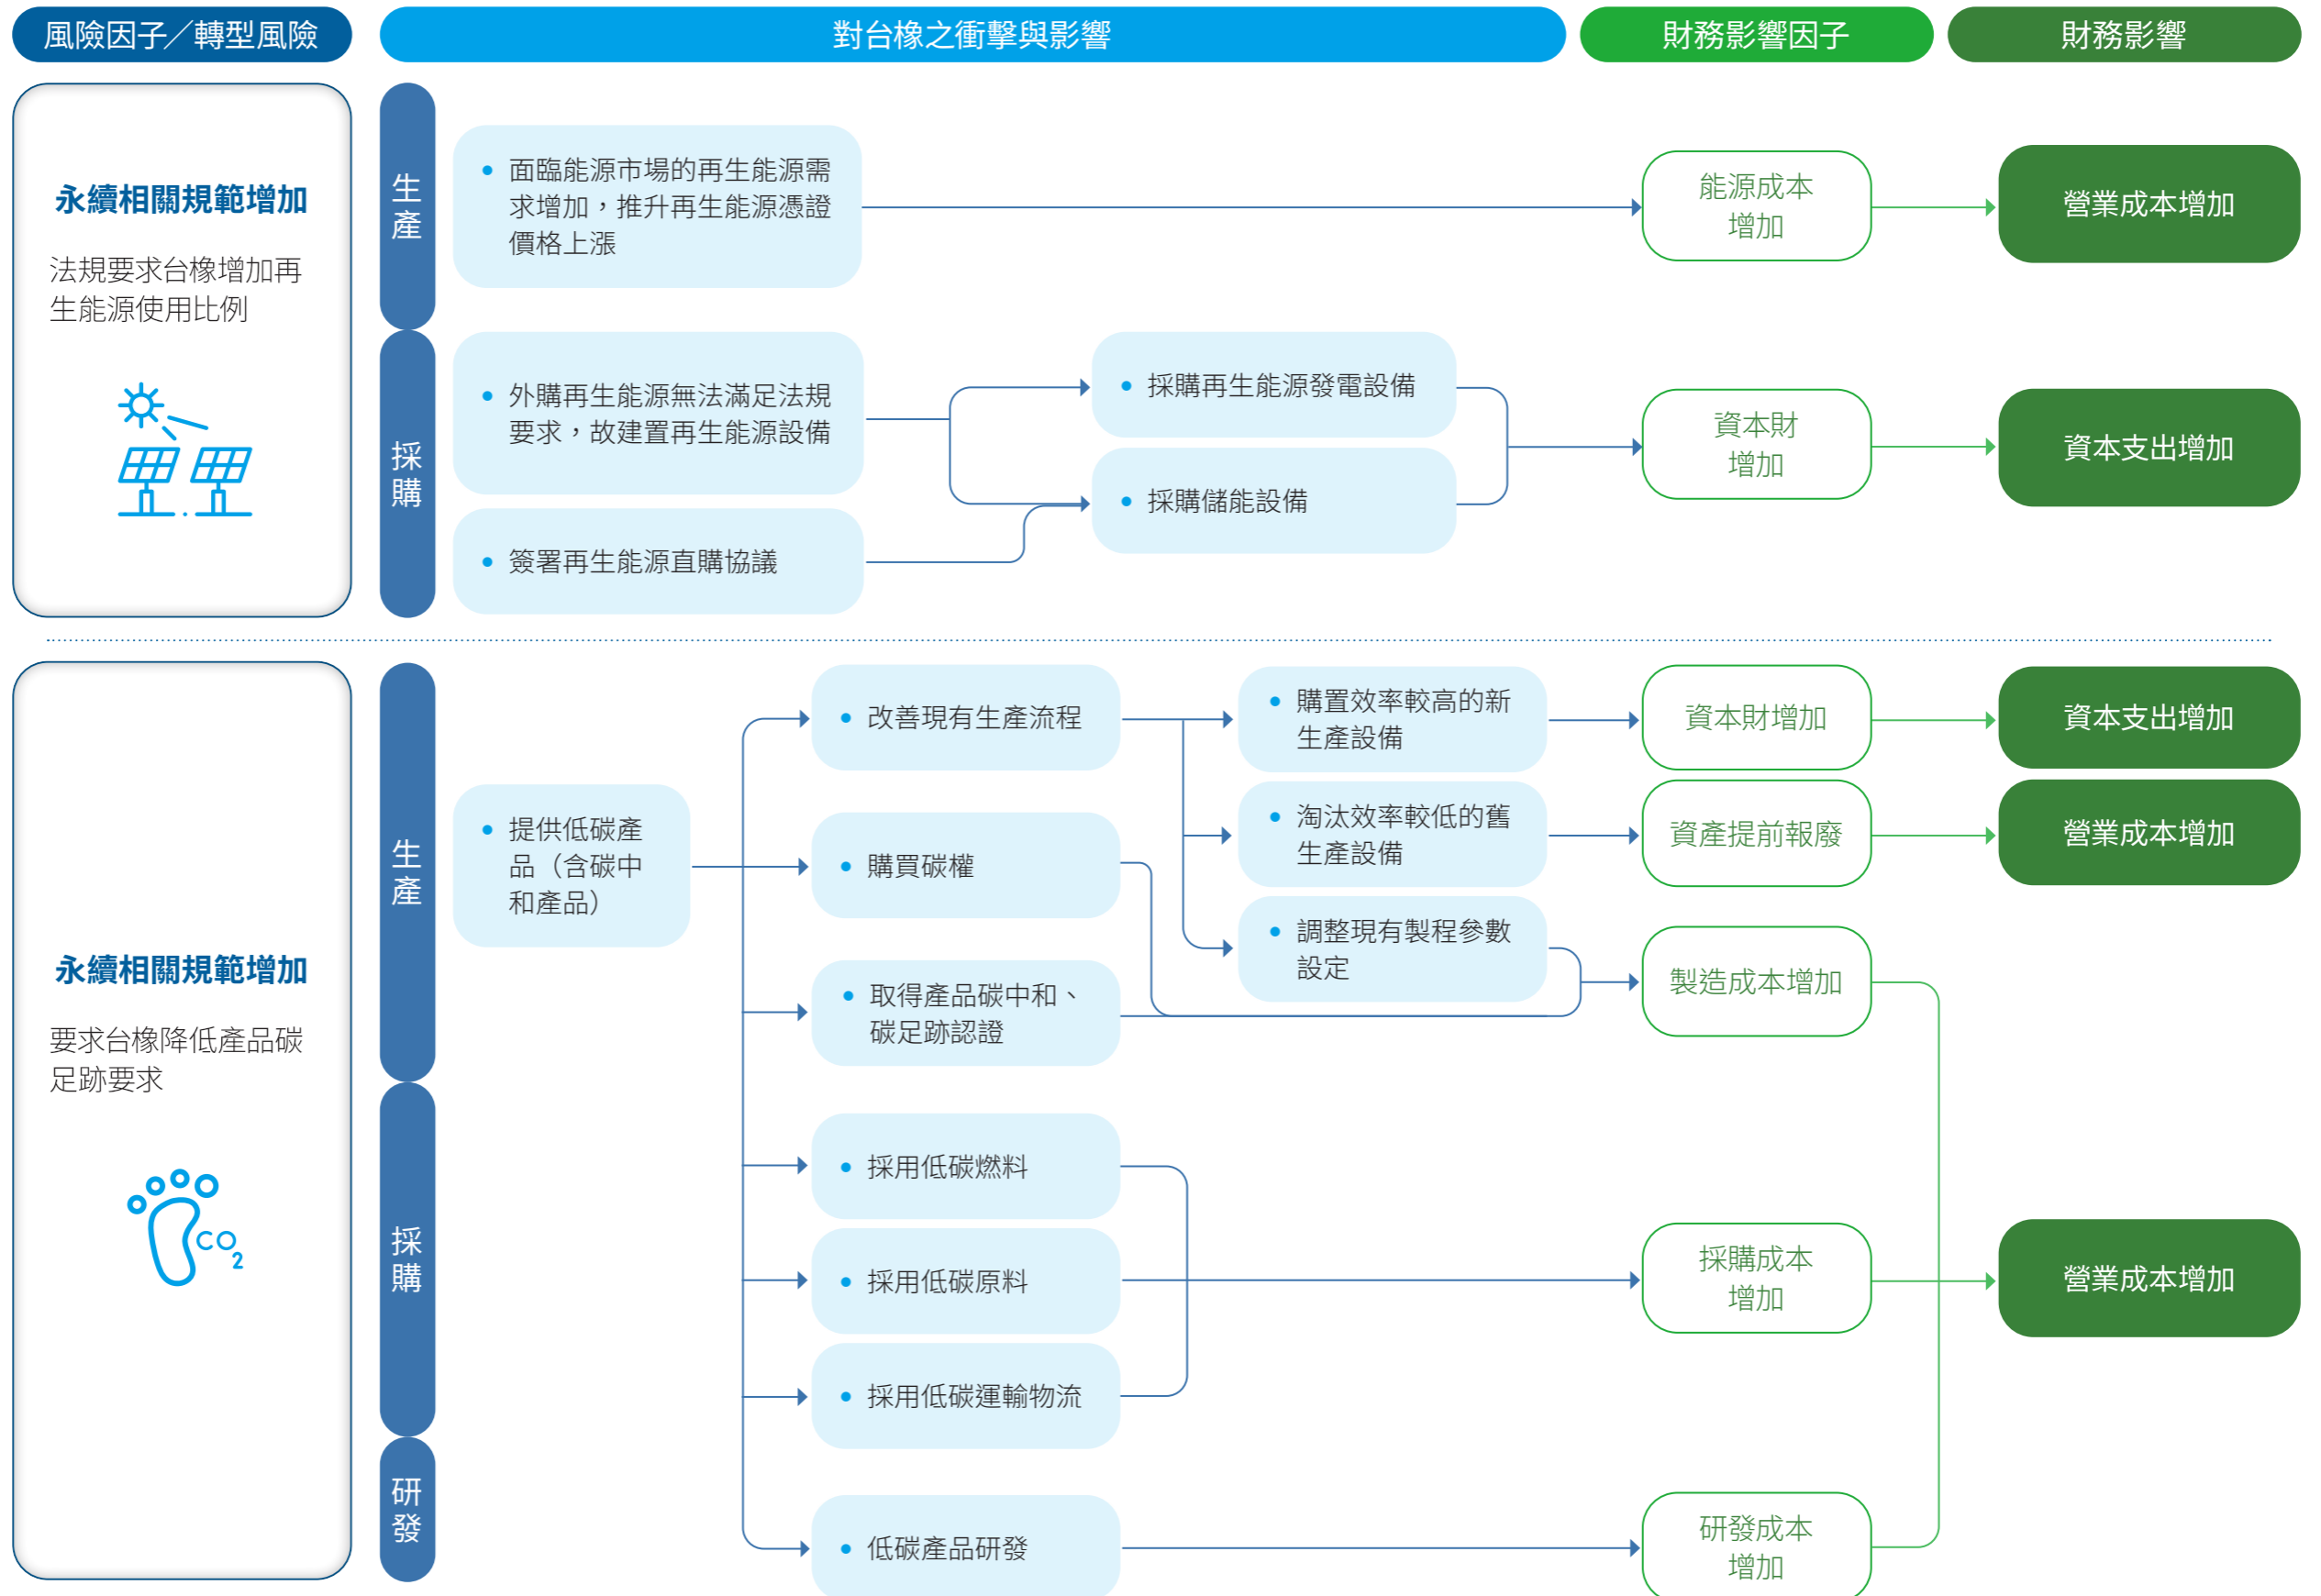 風險因子／轉型風險
對台橡之衝擊與影響
財務影響因子
財務影響
永續相關規範增加
法規要求台橡增加再
生能源使用比例
生
產
• 面臨能源市場的再生能源需
求增加，推升再生能源憑證
價格上漲
能源成本
增加
營業成本增加
採
購
• 外購再生能源無法滿足法規
要求，故建置再生能源設備
• 簽署再生能源直購協議
• 採購再生能源發電設備
• 採購儲能設備
資本財
增加
資本支出增加
永續相關規範增加
要求台橡降低產品碳
足跡要求
CO2
生
產
• 提供低碳產
品（含碳中
和產品）
• 改善現有生產流程
• 購買碳權
• 取得產品碳中和、
碳足跡認證
• 購置效率較高的新
生產設備
• 淘汰效率較低的舊
生產設備
• 調整現有製程參數
設定
資本財增加
資本支出增加
資產提前報廢
營業成本增加
製造成本增加
採
購
• 採用低碳燃料
• 採用低碳原料
• 採用低碳運輸物流
採購成本
增加
營業成本增加
研
發
• 低碳產品研發
研發成本
增加